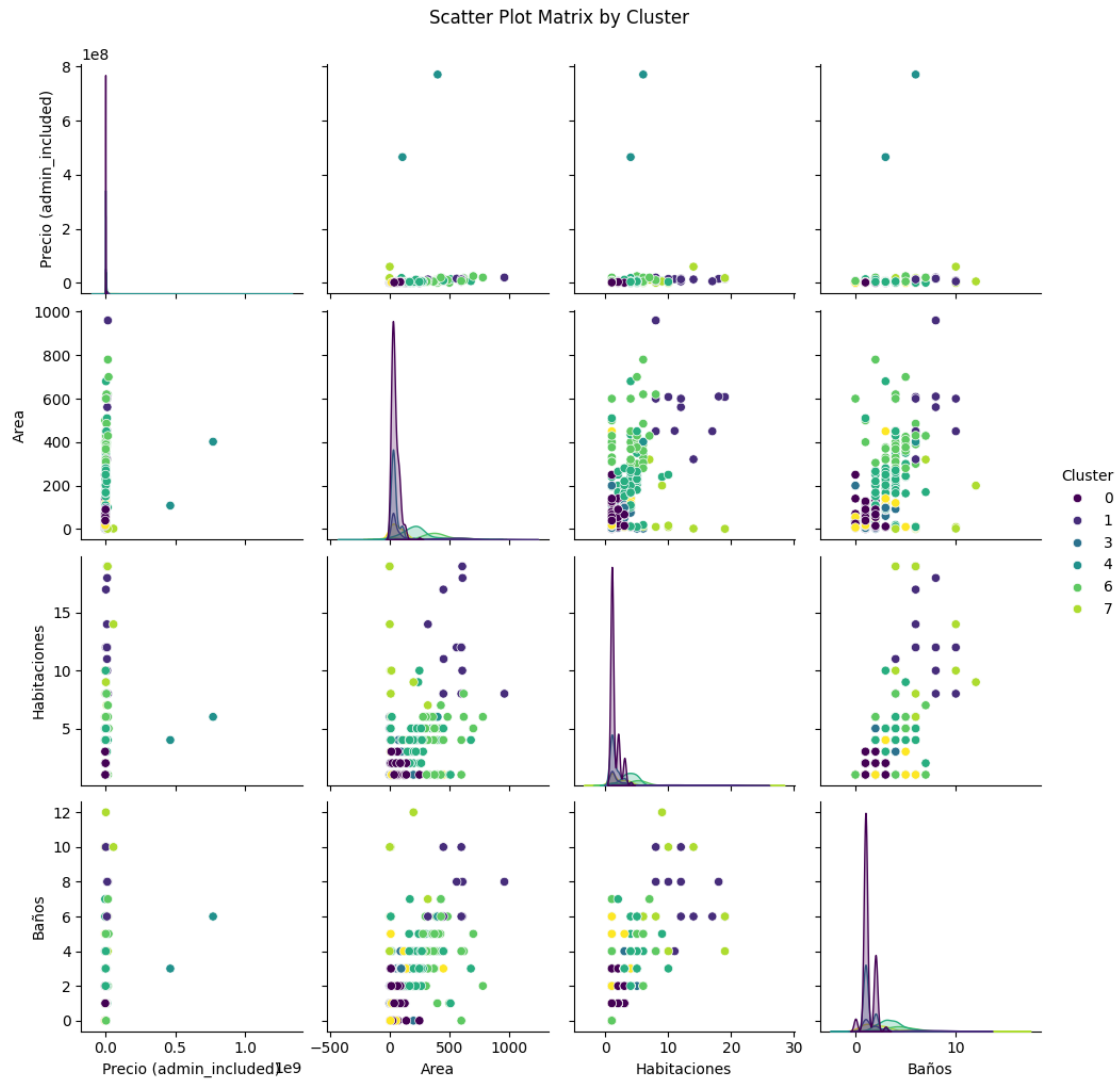 Scatter Plot Matrix by Cluster
1e8
8
6
4
2
0
Precio (admin_included)
1000
800
600
400
200
0
Area
Cluster
0
1
3
4
6
7
15
10
5
Habitaciones
12
10
8
6
4
2
0
Baños
0.0 0.5 1.0
1e9
Precio (admin_included)
−500 0 500 1000
Area
0 10 20 30
Habitaciones
0 10
Baños